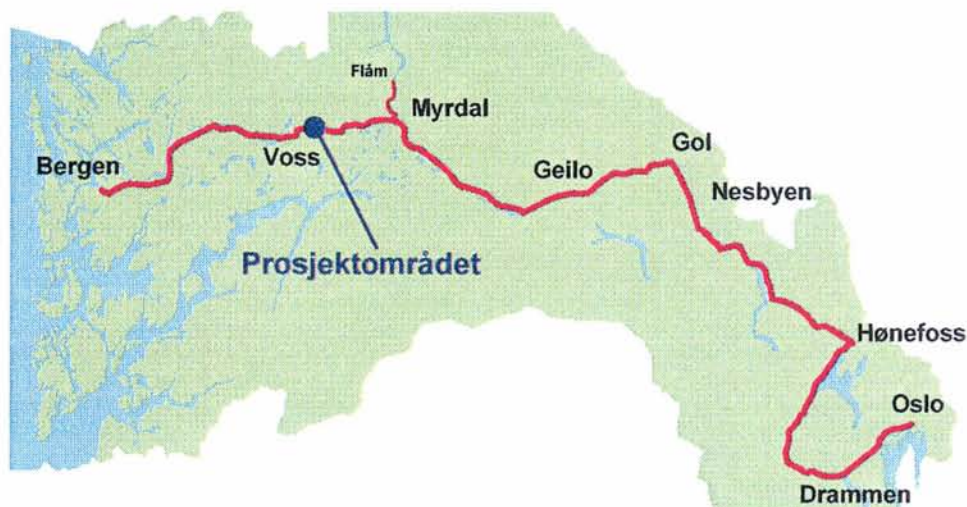 Flåm
Myrdal
Gol
Voss
Bergen
Geilo
Nesbyen
Prosjektområdet
Hønefoss
Oslo
Drammen